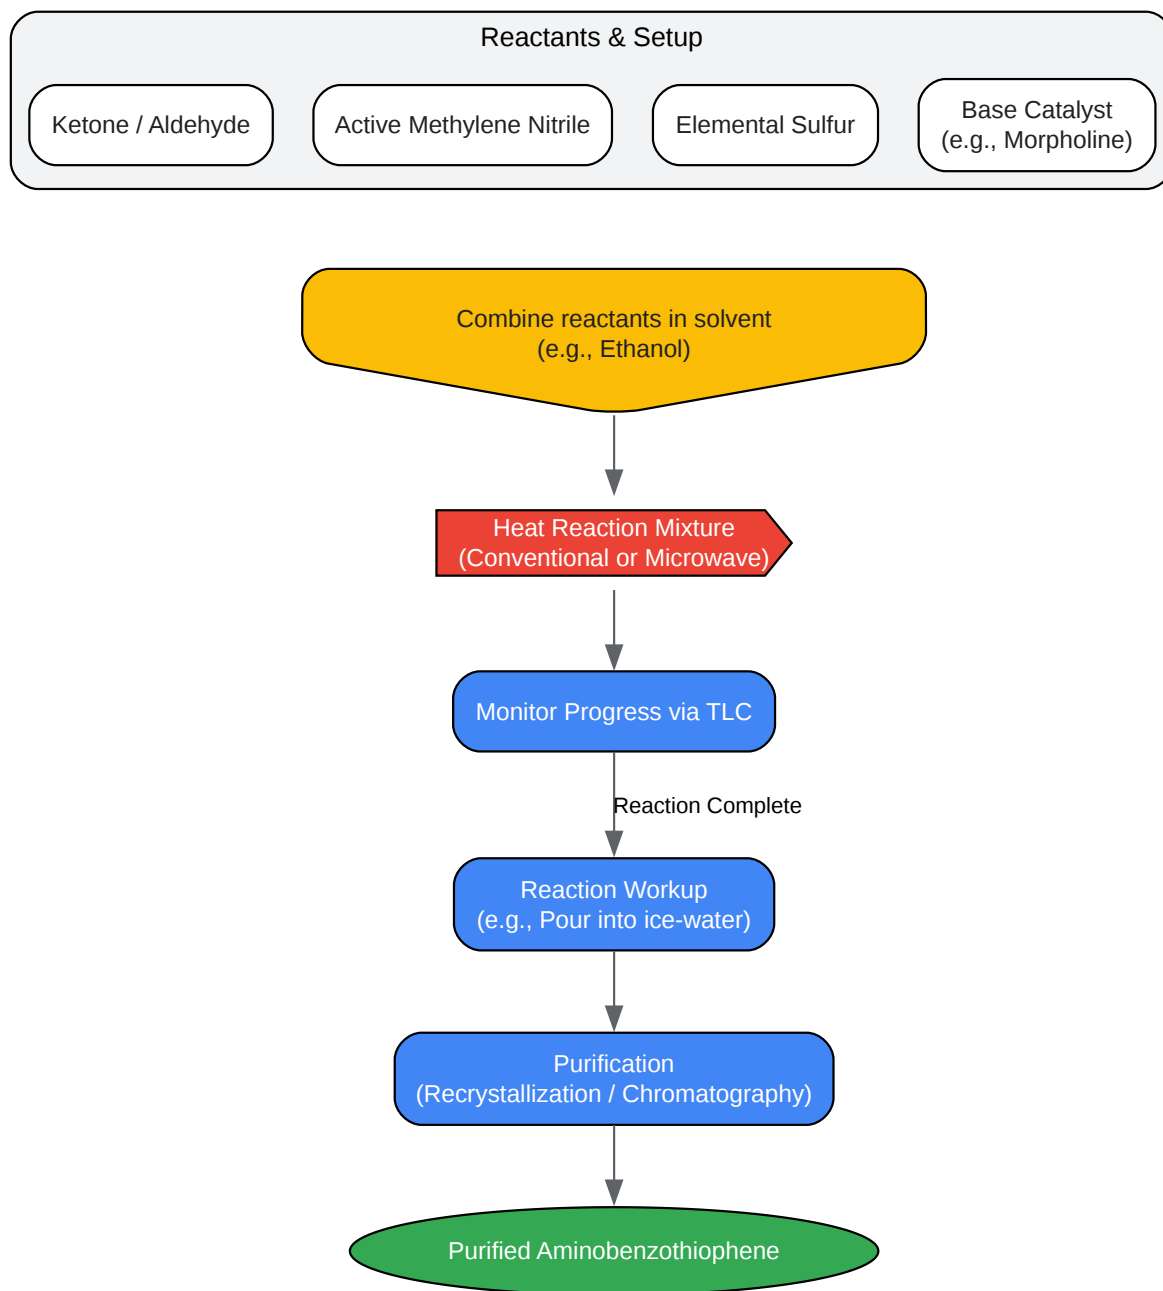 Reactants & Setup
Ketone / Aldehyde
Active Methylene Nitrile
Elemental Sulfur
Base Catalyst
(e.g., Morpholine)
Combine reactants in solvent
(e.g., Ethanol)
Heat Reaction Mixture
(Conventional or Microwave)
Monitor Progress via TLC
Reaction Complete
Reaction Workup
(e.g., Pour into ice-water)
Purification
(Recrystallization / Chromatography)
Purified Aminobenzothiophene